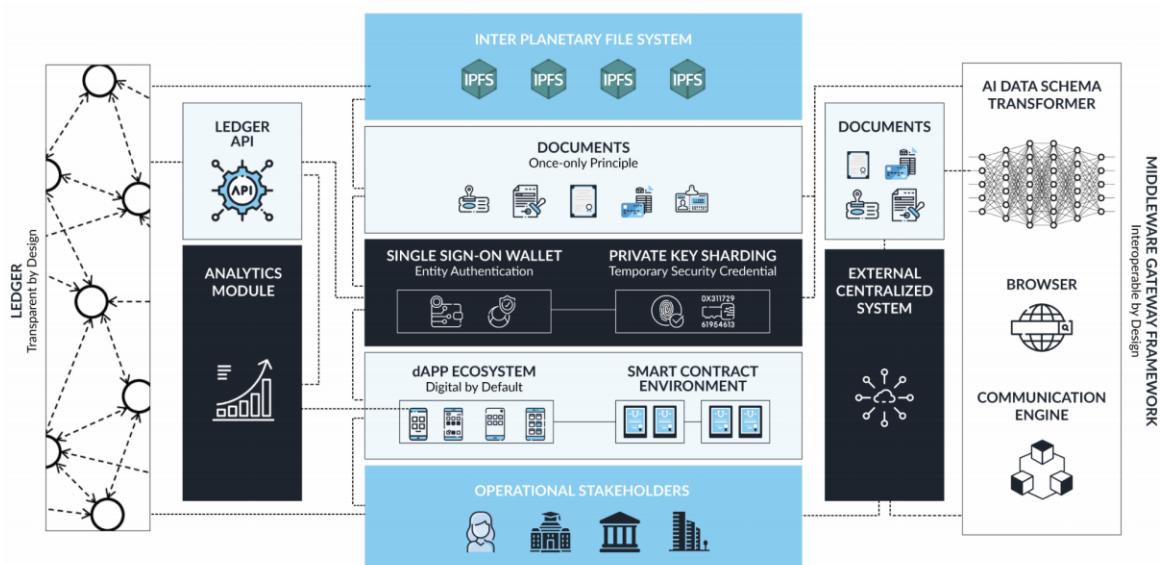 LEDGER
Transparent by Design
LEDGER
API
API
ANALYTICS
MODULE
INTER PLANETARY FILE SYSTEM
IPFS IPFS IPFS IPFS
DOCUMENTS
Once-only Principle
SINGLE SIGN-ON WALLET
Entity Authentication
PRIVATE KEY SHARDING
Temporary Security Credential
DX311729
61954613
dAPP ECOSYSTEM
Digital by Default
SMART CONTRACT
ENVIRONMENT
OPERATIONAL STAKEHOLDERS
DOCUMENTS
EXTERNAL
CENTRALIZED
SYSTEM
AI DATA SCHEMA
TRANSFORMER
BROWSER
COMMUNICATION
ENGINE
MIDDLEWARE GATEWAY FRAMEWORK
Interoperable by Design